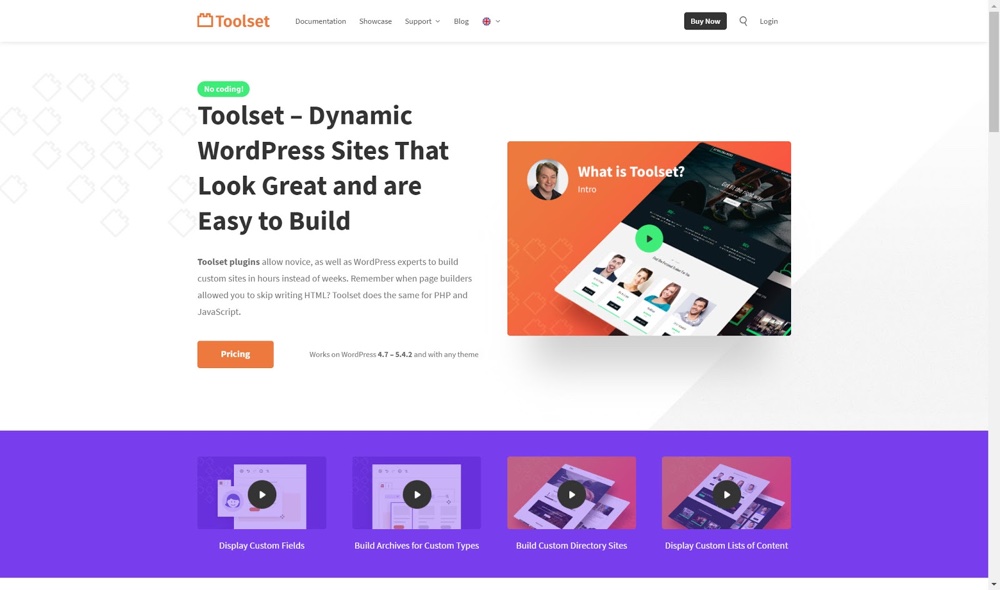 Toolset
Documentation
Showcase
Support
Blog
Buy Now
Login
No coding!
Toolset – Dynamic
WordPress Sites That
Look Great and are
Easy to Build
Toolset plugins allow novice, as well as WordPress experts to build
custom sites in hours instead of weeks. Remember when page builders
allowed you to skip writing HTML? Toolset does the same for PHP and
JavaScript.
Pricing
Works on WordPress 4.7 – 5.4.2 and with any theme
What is Toolset?
Intro
Display Custom Fields
Build Archives for Custom Types
Build Custom Directory Sites
Display Custom Lists of Content